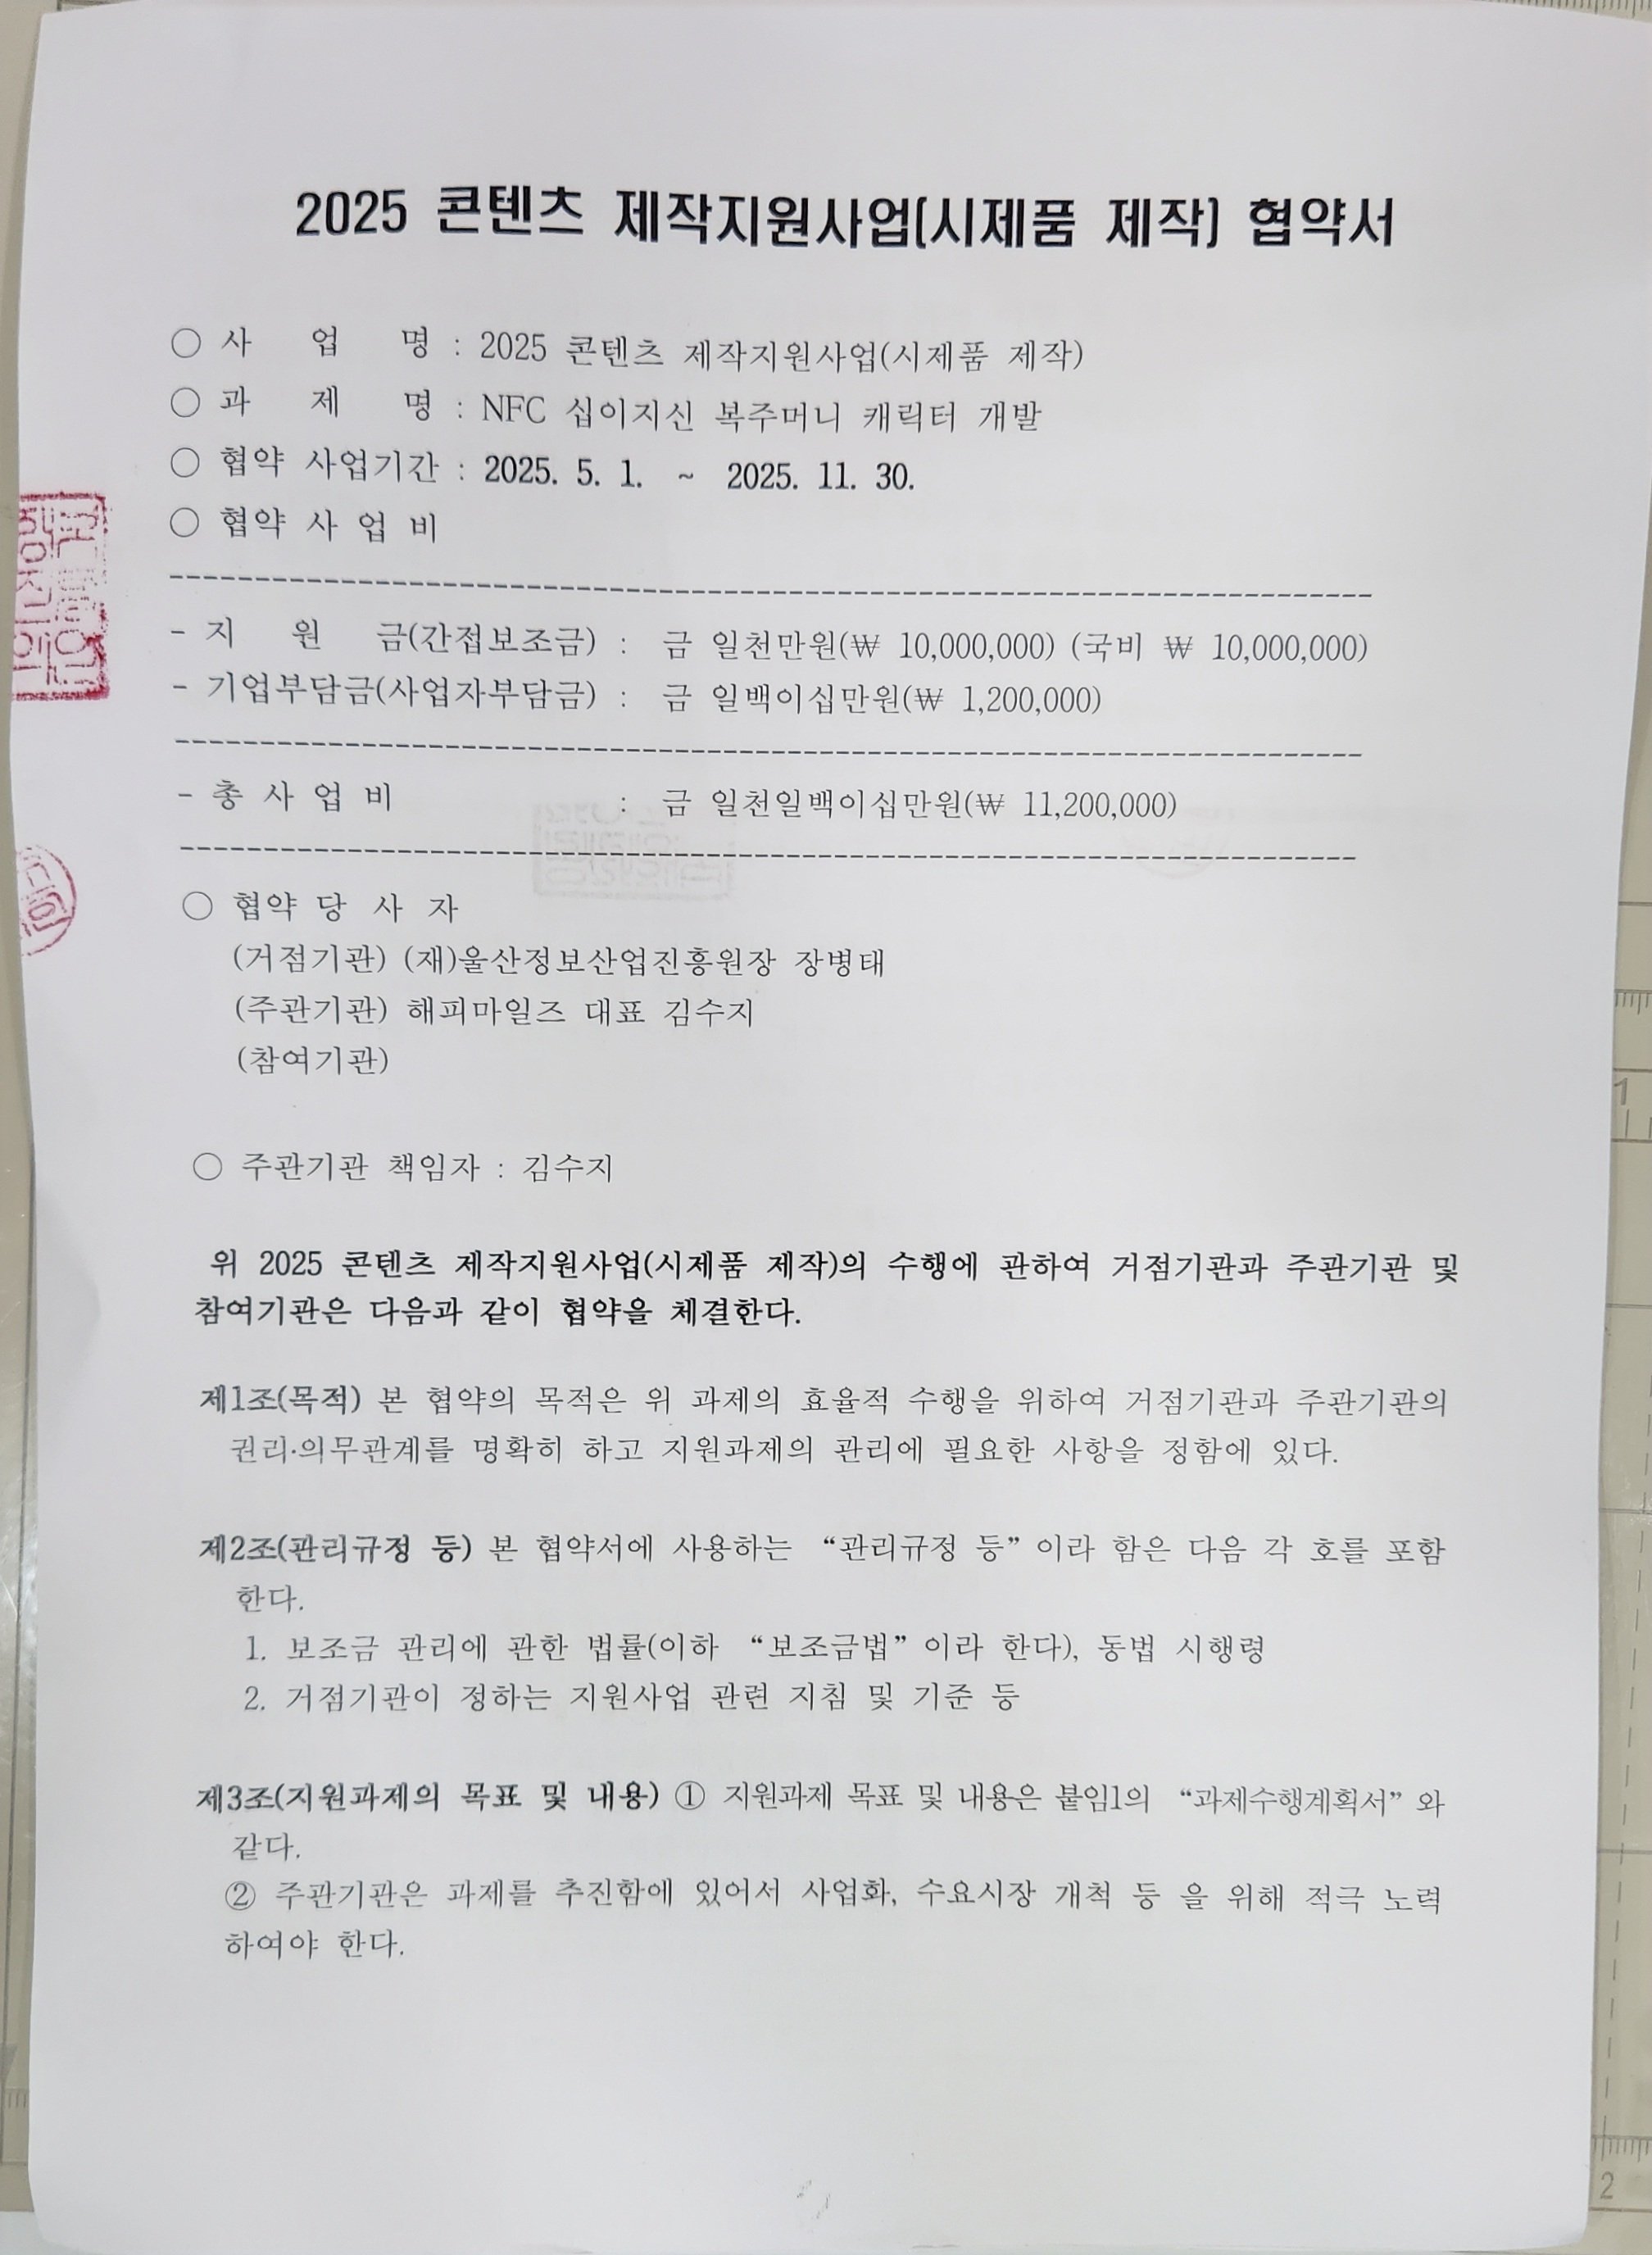 2025 콘텐츠 제작지원사업(시제품 제작) 협약서
○ 사 업 명 : 2025 콘텐츠 제작지원사업(시제품 제작)
○ 과 제 명 : NFC 십이지신 복주머니 캐릭터 개발
○ 협약 사업기간 : 2025. 5. 1. ~ 2025. 11. 30.
○ 협약 사 업 비
- 지 원 금(간접보조금) : 금 일천만원(₩ 10,000,000) (국비 ₩ 10,000,000)
- 기업부담금(사업자부담금) : 금 일백이십만원(₩ 1,200,000)
- 총 사 업 비 : 금 일천일백이십만원(₩ 11,200,000)
○ 협약 당 사 자
(거점기관) (재)울산정보산업진흥원장 장병태
(주관기관) 해피마일즈 대표 김수지
(참여기관)
○ 주관기관 책임자 : 김수지
위 2025 콘텐츠 제작지원사업(시제품 제작)의 수행에 관하여 거점기관과 주관기관 및
참여기관은 다음과 같이 협약을 체결한다.
제1조(목적) 본 협약의 목적은 위 과제의 효율적 수행을 위하여 거점기관과 주관기관의
권리·의무관계를 명확히 하고 지원과제의 관리에 필요한 사항을 정함에 있다.
제2조(관리규정 등) 본 협약서에 사용하는 “관리규정 등” 이라 함은 다음 각 호를 포함
한다.
1. 보조금 관리에 관한 법률(이하 “보조금법” 이라 한다), 동법 시행령
2. 거점기관이 정하는 지원사업 관련 지침 및 기준 등
제3조(지원과제의 목표 및 내용) ① 지원과제 목표 및 내용은 붙임1의 “과제수행계획서” 와
같다.
② 주관기관은 과제를 추진함에 있어서 사업화, 수요시장 개척 등 을 위해 적극 노력
하여야 한다.
1
2